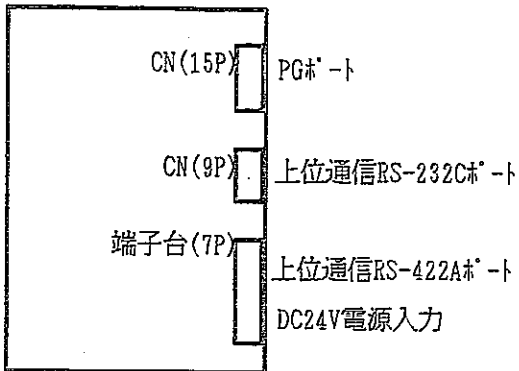 CN(15P) PGﾎﾟｰﾄ
CN(9P) 上位通信RS-232Cﾎﾟｰﾄ
端子台(7P)
上位通信RS-422Aﾎﾟｰﾄ
DC24V電源入力